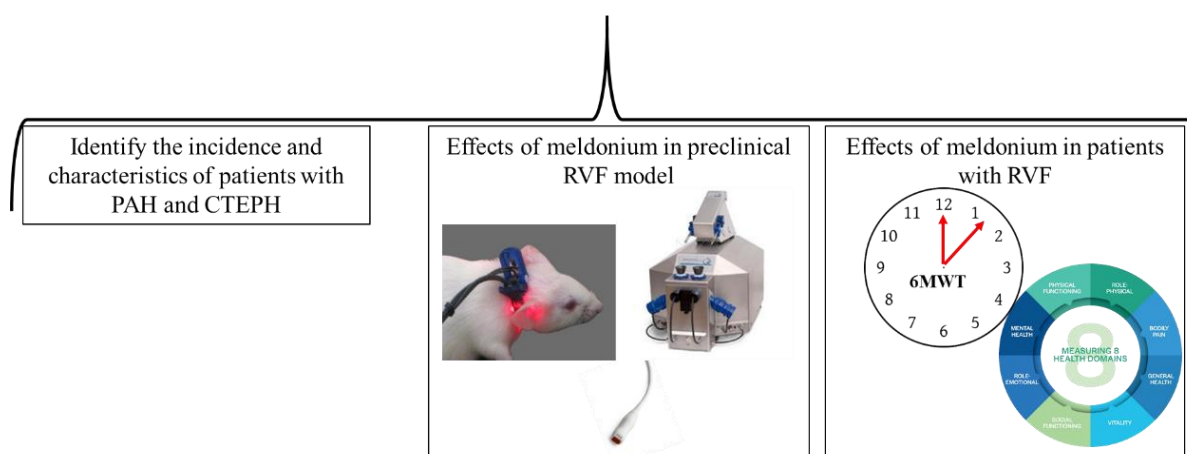 Identify the incidence and
characteristics of patients with
PAH and CTEPH
Effects of meldonium in preclinical
RVF model
Effects of meldonium in patients
with RVF
12
1
2
3
4
5
6
7
8
9
10
11
6MWT
PHYSICAL
FUNCTIONING
ROLE-
PHYSICAL
BODILY
PAIN
GENERAL
HEALTH
VITALITY
SOCIAL
FUNCTIONING
ROLE-
EMOTIONAL
MENTAL
HEALTH
8
MEASURING 8
HEALTH DOMAINS